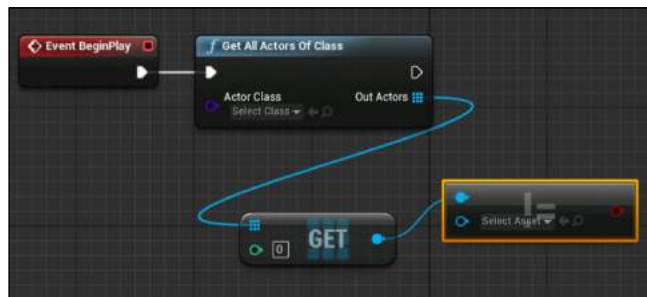 Event BeginPlay
Get All Actors Of Class
Actor Class
Out Actors
Select Class
0
GET
!=
Select Asset